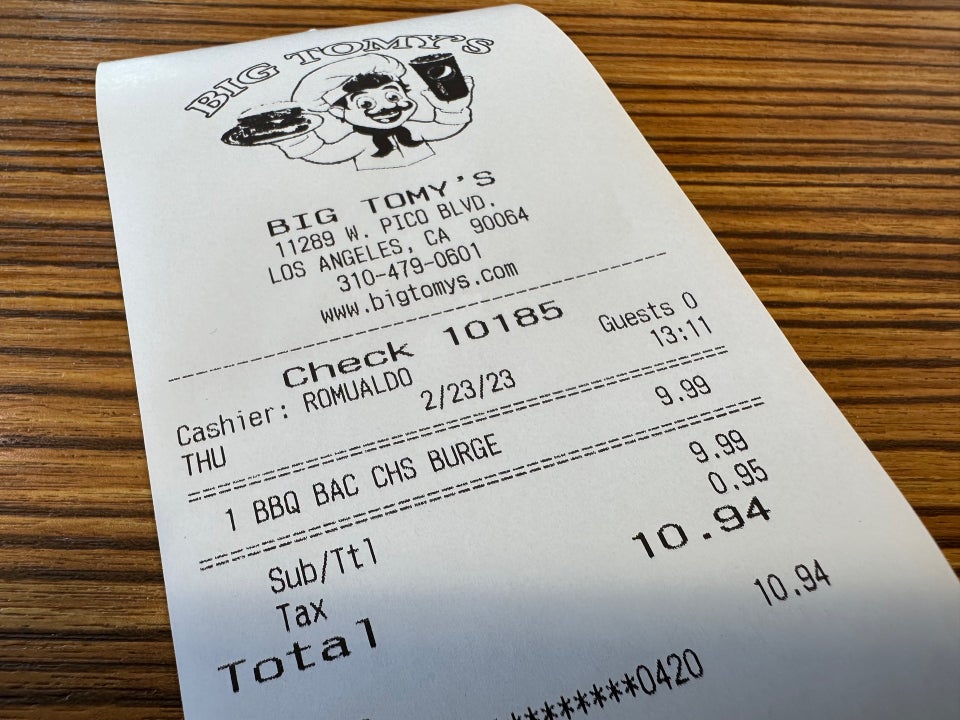 BIG TOMY'S
BIG TOMY'S
11289 W. PICO BLVD.
LOS ANGELES, CA 90064
310-479-0601
www.bigtomys.com
Check 10185
Cashier: ROMUALDO Guests 0
THU 2/23/23 13:11
1 BBQ BAC CHS BURGE 9.99
Sub/Ttl 9.99
Tax 0.95
Total 10.94
10.94
********0420